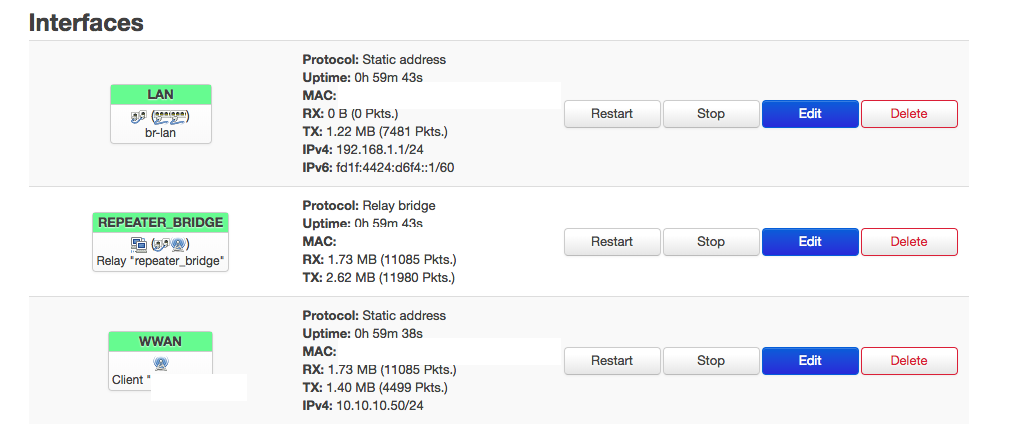 Interfaces
LAN
br-lan
Protocol: Static address
Uptime: 0h 59m 43s
MAC:
RX: 0 B (0 Pkts.)
TX: 1.22 MB (7481 Pkts.)
IPv4: 192.168.1.1/24
IPv6: fd1f:4424:d6f4::1/60
Restart Stop Edit Delete
REPEATER_BRIDGE
Relay "repeater_bridge"
Protocol: Relay bridge
Uptime: 0h 59m 43s
MAC:
RX: 1.73 MB (11085 Pkts.)
TX: 2.62 MB (11980 Pkts.)
Restart Stop Edit Delete
WWAN
Client "
Protocol: Static address
Uptime: 0h 59m 38s
MAC:
RX: 1.73 MB (11085 Pkts.)
TX: 1.40 MB (4499 Pkts.)
IPv4: 10.10.10.50/24
Restart Stop Edit Delete